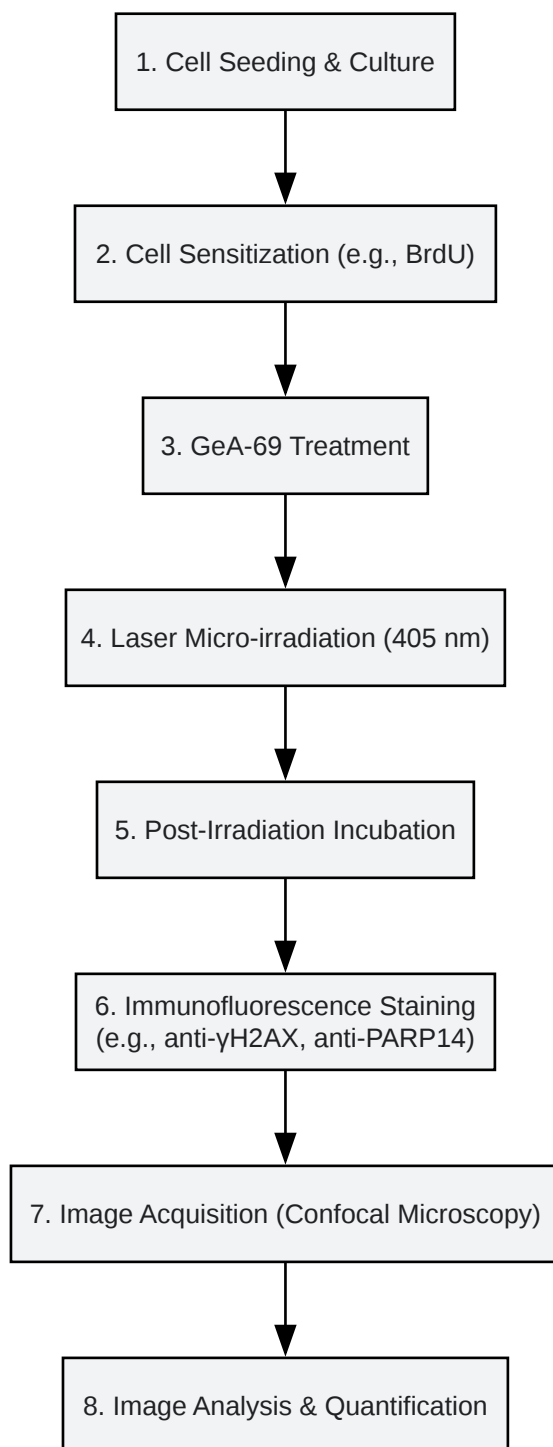 1. Cell Seeding & Culture
2. Cell Sensitization (e.g., BrdU)
3. GeA-69 Treatment
4. Laser Micro-irradiation (405 nm)
5. Post-Irradiation Incubation
6. Immunofluorescence Staining
(e.g., anti-γH2AX, anti-PARP14)
7. Image Acquisition (Confocal Microscopy)
8. Image Analysis & Quantification